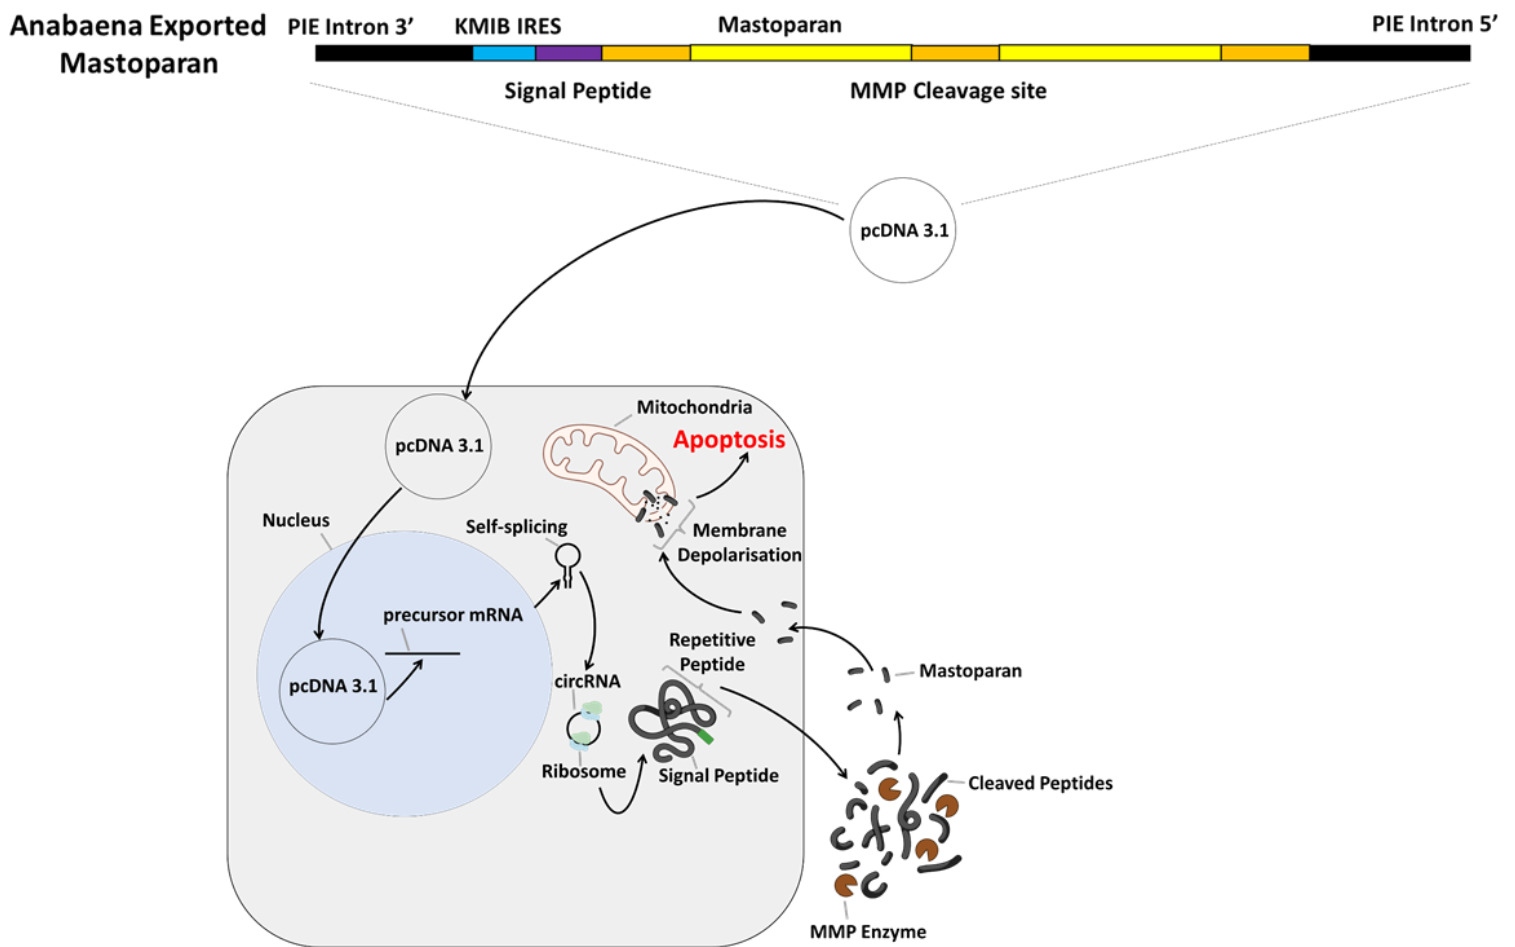 Anabaena Exported
Mastoparan
PIE Intron 3’
KMIB IRES
Mastoparan
PIE Intron 5’
Signal Peptide
MMP Cleavage site
pcDNA 3.1
pcDNA 3.1
Mitochondria
Apoptosis
Nucleus
Self-splicing
Membrane
Depolarisation
precursor mRNA
pcDNA 3.1
circRNA
Repetitive
Peptide
Mastoparan
Ribosome
Signal Peptide
Cleaved Peptides
MMP Enzyme